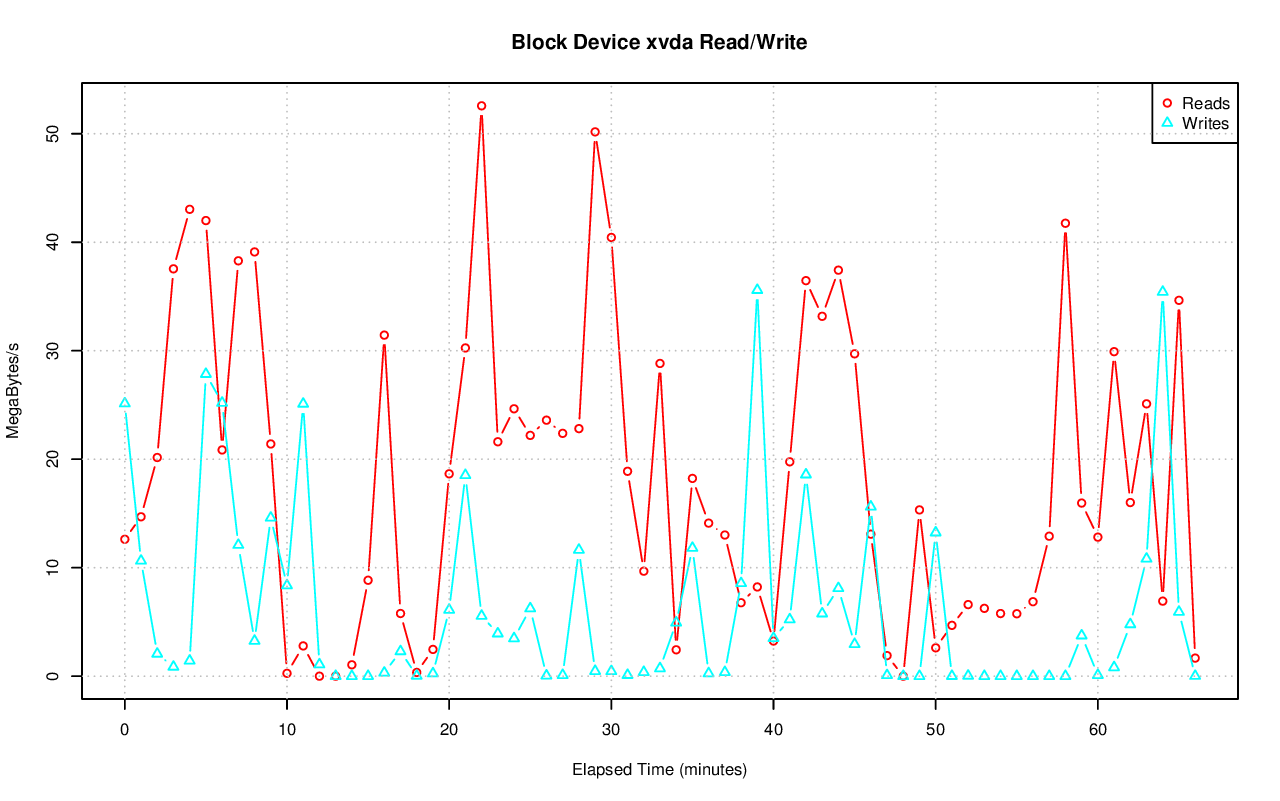 Block Device xvda Read/Write
Reads
Writes
MegaBytes/s
50
40
30
20
10
0
0 10 20 30 40 50 60
Elapsed Time (minutes)